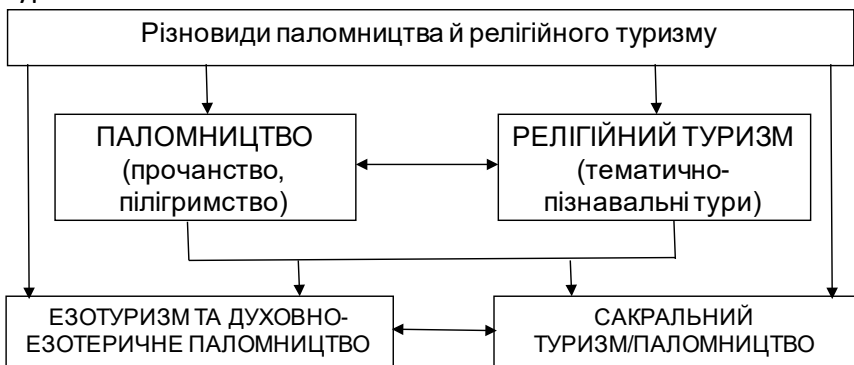 Різновиди паломництва й релігійного туризму
ПАЛОМНИЦТВО
(прочанство,
пілігримство)
РЕЛІГІЙНИЙ ТУРИЗМ
(тематично-
пізнавальні тури)
ЕЗОТУРИЗМ ТА ДУХОВНО-
ЕЗОТЕРИЧНЕ ПАЛОМНИЦТВО
САКРАЛЬНИЙ
ТУРИЗМ/ПАЛОМНИЦТВО